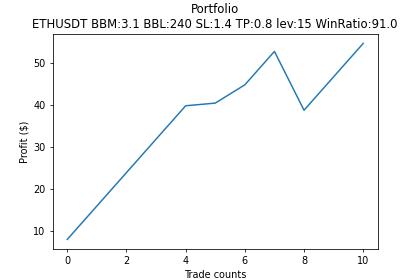 Portfolio
ETHUSDT BBM:3.1 BBL:240 SL:1.4 TP:0.8 lev:15 WinRatio:91.0
Profit ($)
50
40
30
20
10
0 2 4 6 8 10
Trade counts